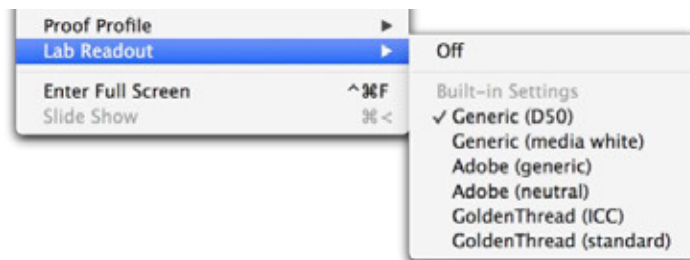 Proof Profile ▶
Lab Readout ▶
Enter Full Screen ^⌘F
Slide Show ⌘<
Off
Built-in Settings
✓ Generic (D50)
Generic (media white)
Adobe (generic)
Adobe (neutral)
GoldenThread (ICC)
GoldenThread (standard)